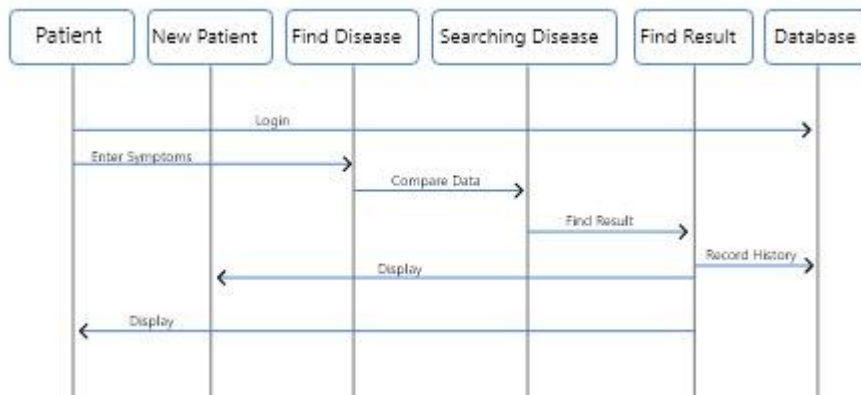 Patient
New Patient
Find Disease
Searching Disease
Find Result
Database
Login
Enter Symptoms
Compare Data
Find Result
Record History
Display
Display